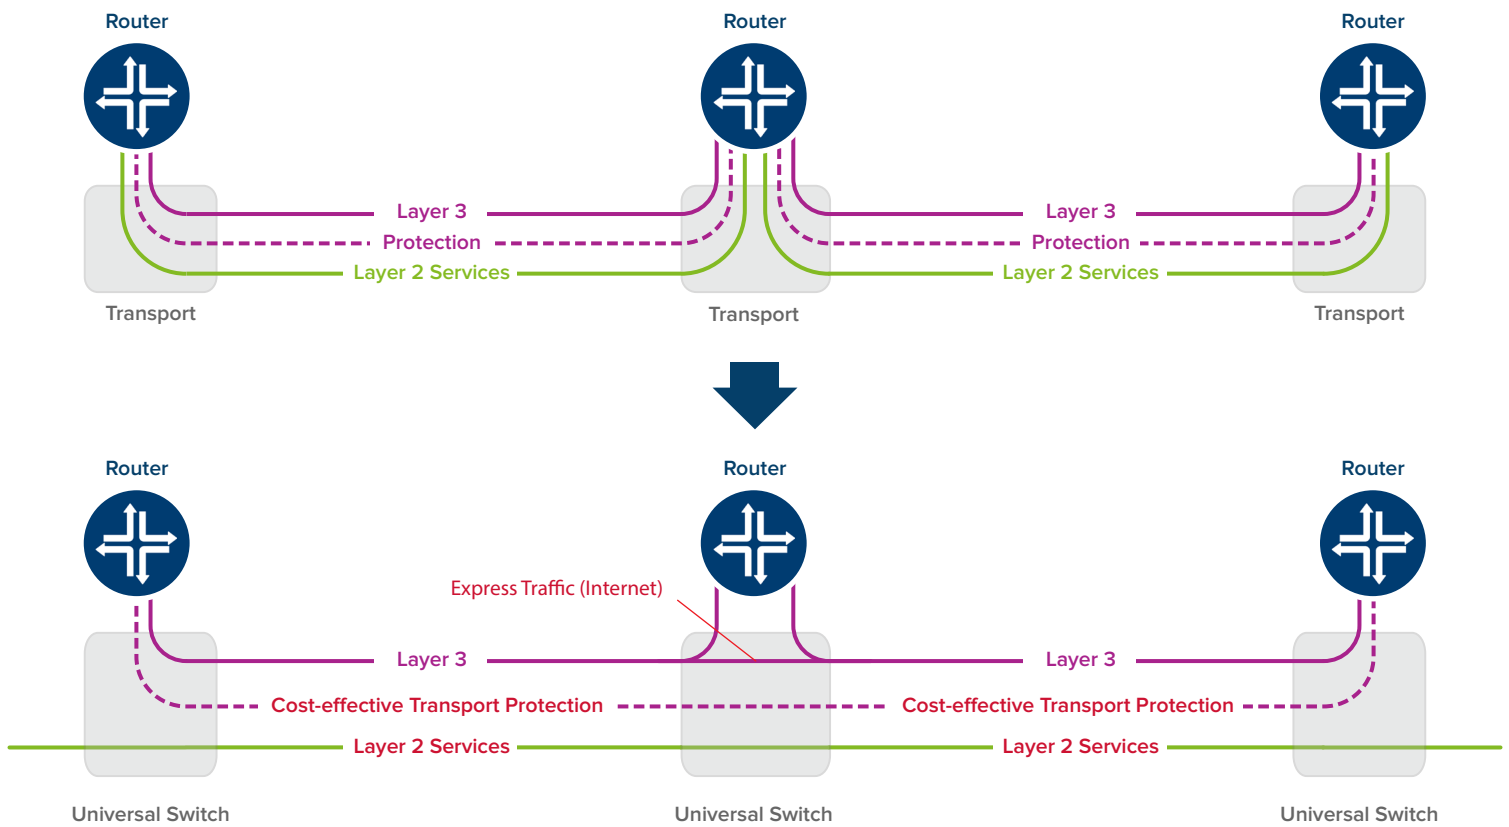 Router
Router
Router
Layer 3
Layer 3
Protection
Protection
Layer 2 Services
Layer 2 Services
Transport
Transport
Transport
Router
Router
Router
Express Traffic (Internet)
Layer 3
Layer 3
Cost-effective Transport Protection
Cost-effective Transport Protection
Layer 2 Services
Layer 2 Services
Universal Switch
Universal Switch
Universal Switch